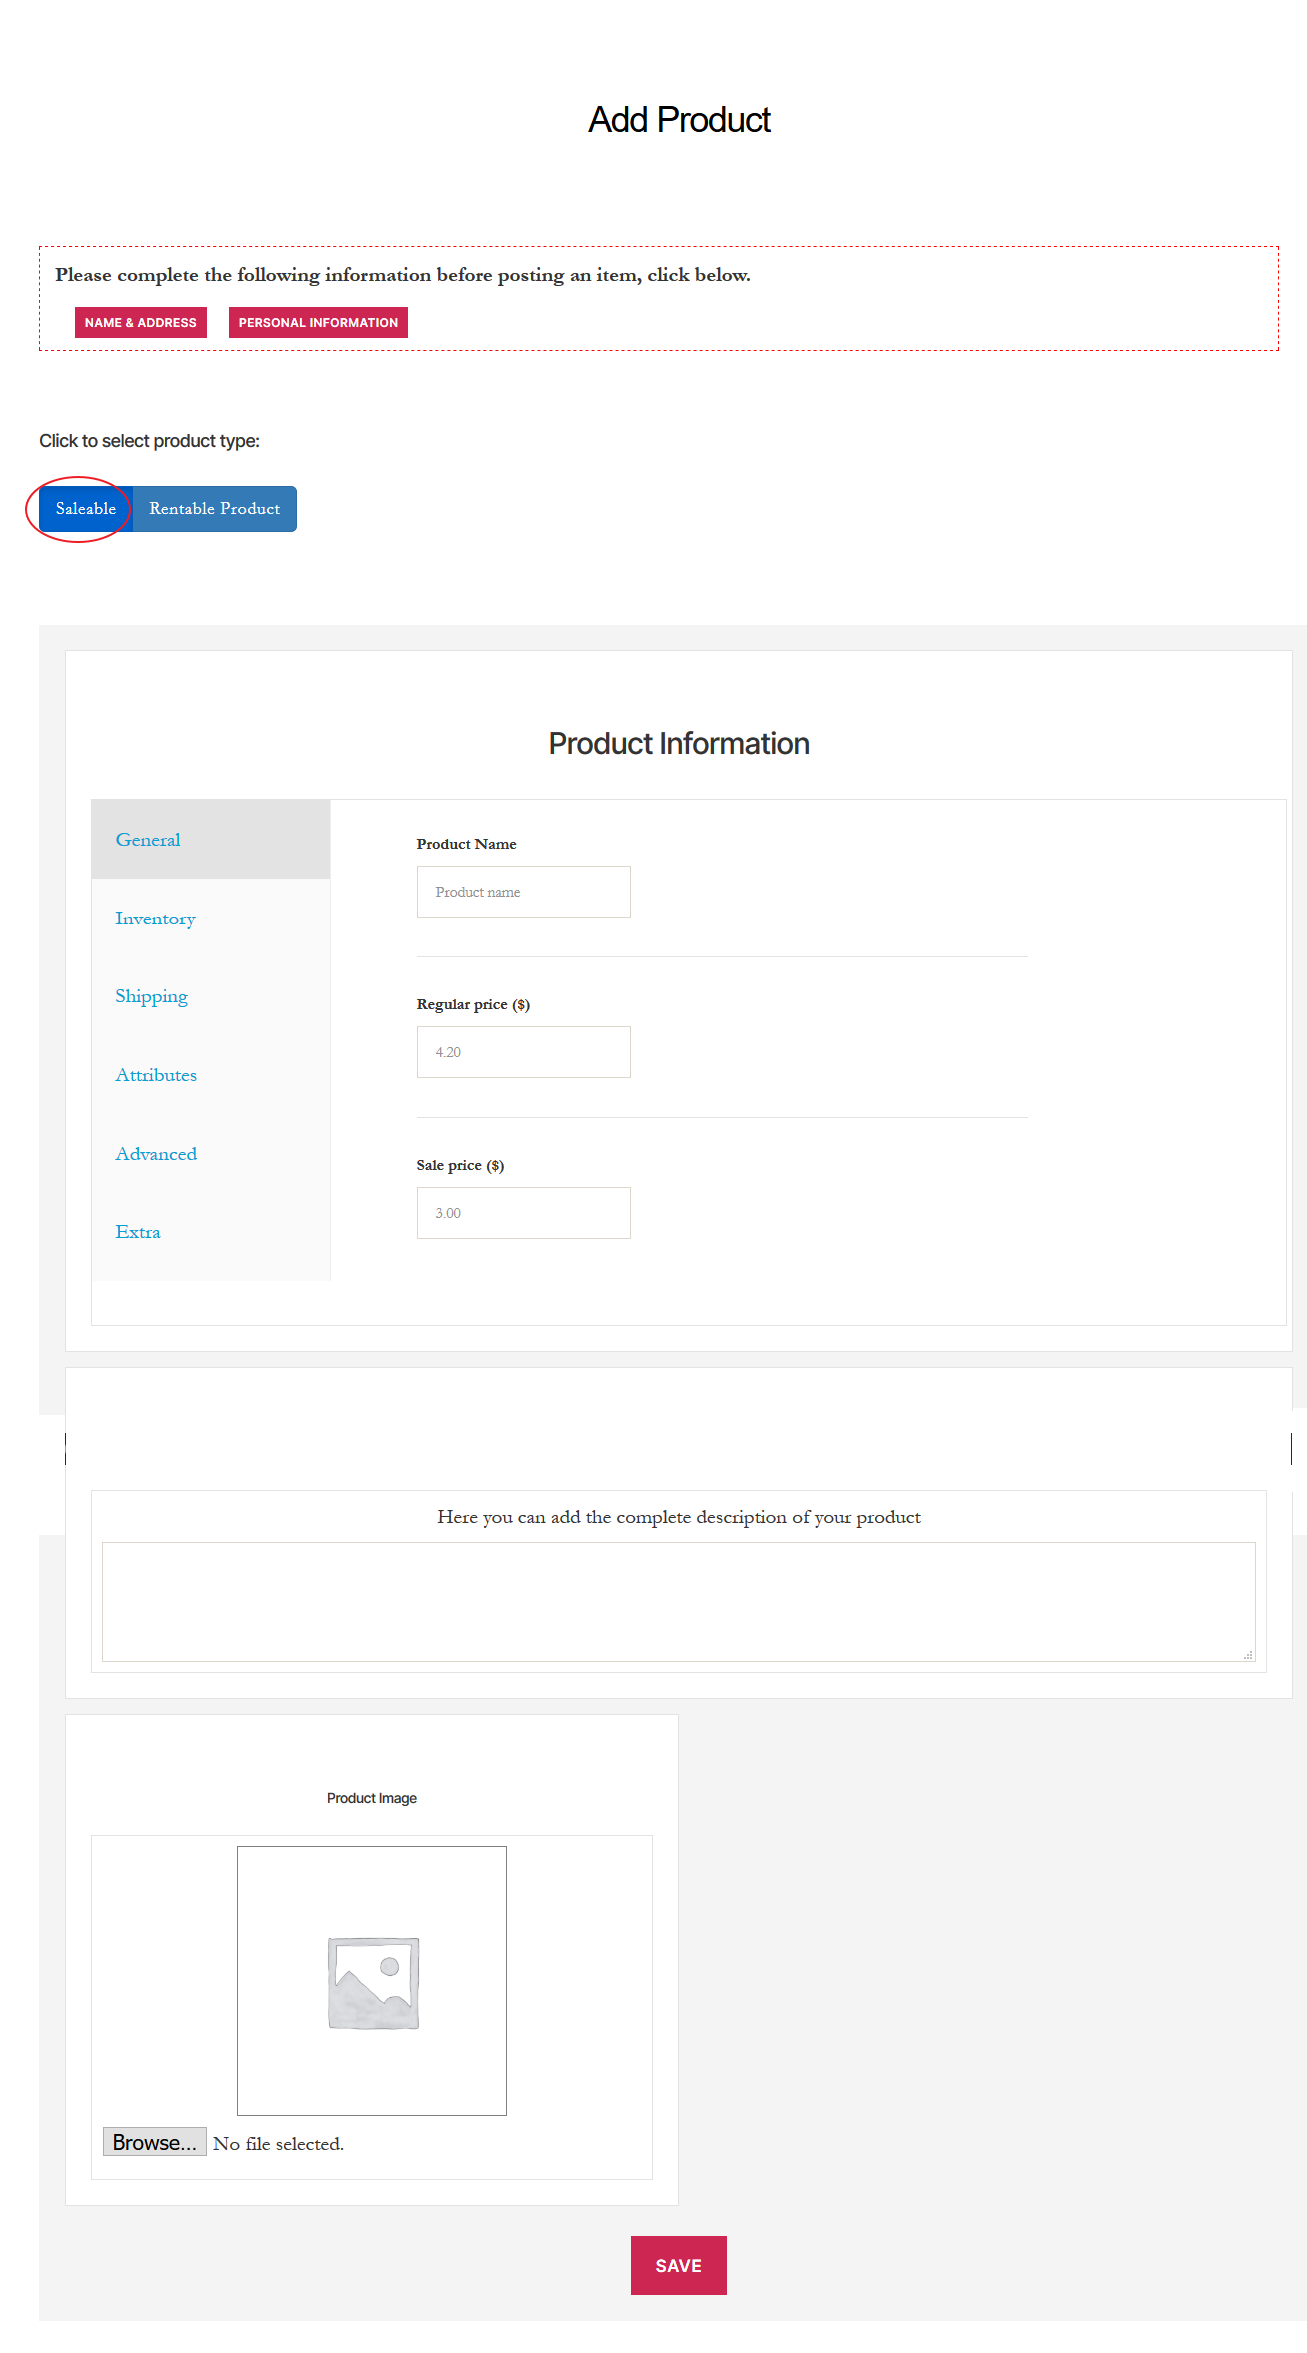 Add Product
Please complete the following information before posting an item, click below.
NAME & ADDRESS PERSONAL INFORMATION
Click to select product type:
Saleable Rentable Product
Product Information
General
Inventory
Shipping
Attributes
Advanced
Extra
Product Name
Product name
Regular price ($)
4.20
Sale price ($)
3.00
Here you can add the complete description of your product
Product Image
Browse... No file selected.
SAVE